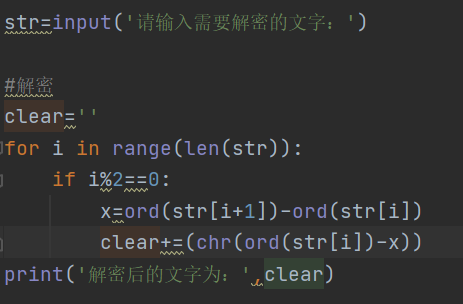 str=input('请输入需要解密的文字：')
#解密
clear=''
for i in range(len(str)):
    if i%2==0:
        x=ord(str[i+1])-ord(str[i])
        clear+=(chr(ord(str[i])-x))
print('解密后的文字为：',clear)